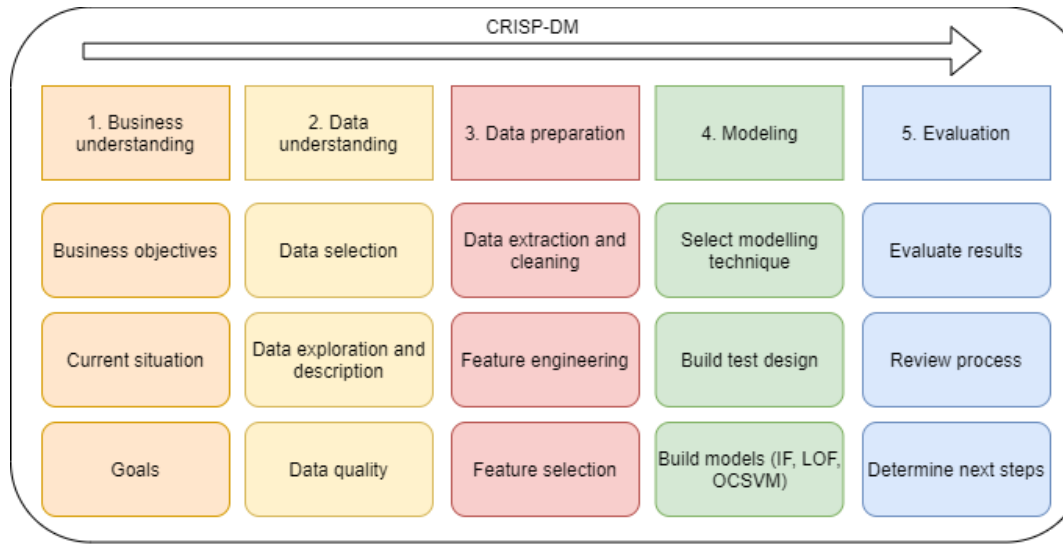 CRISP-DM
1. Business
understanding
2. Data
understanding
3. Data preparation
4. Modeling
5. Evaluation
Business objectives
Data selection
Data extraction and
cleaning
Select modelling
technique
Evaluate results
Current situation
Data exploration and
description
Feature engineering
Build test design
Review process
Goals
Data quality
Feature selection
Build models (IF, LOF,
OCSVM)
Determine next steps